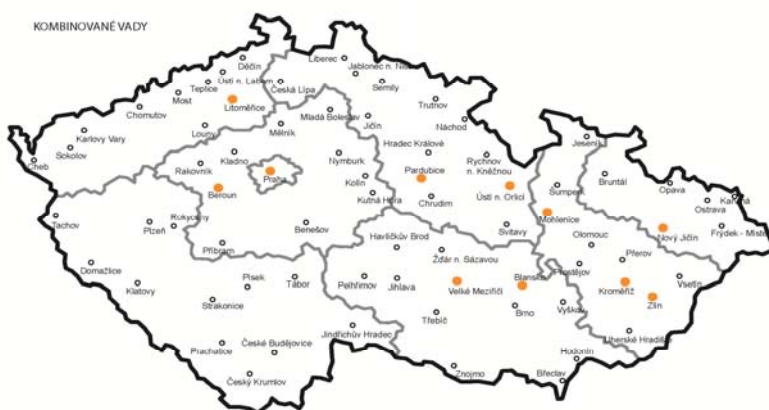 KOMBINOVANÉ VADY
Děčín
Liberec
Jablonec n. Nis
Ústí n. Labem
Teplice
Česká Lípa
Semily
Most
Litoměřice
Trutnov
Chomutov
Mladá Boleslav
Jičín
Náchod
Louny
Mělník
Karlovy Vary
Sokolov
Cheb
Kladno
Hradec Králové
Jeseník
Rakovník
Praha
Nymburk
Rychnov
n. Kněžnou
Bruntál
Opava
Kolín
Pardubice
Beroun
Kutná Hora
Chrudim
Ústí n. Orlicí
Šumperk
Ostrava
Karviná
Tachov
Plzeň
Rokycany
Benešov
Svitavy
Mohlenice
Nový Jičín
Frýdek - Míste
Příbram
Havlíčkův Brod
Olomouc
Domažlice
Žďár n. Sázavou
Přerov
Písek
Tábor
Pelhřimov
Jihlava
Velké Meziříčí
Blansko
Prostějov
Kroměříž
Vsetín
Klatovy
Strakonice
Třebíč
Brno
Vyškov
Zlín
Jindřichův Hradec
Uherské Hradiště
Prachatice
České Budějovice
Český Krumlov
Znojmo
Hodonín
Břeclav